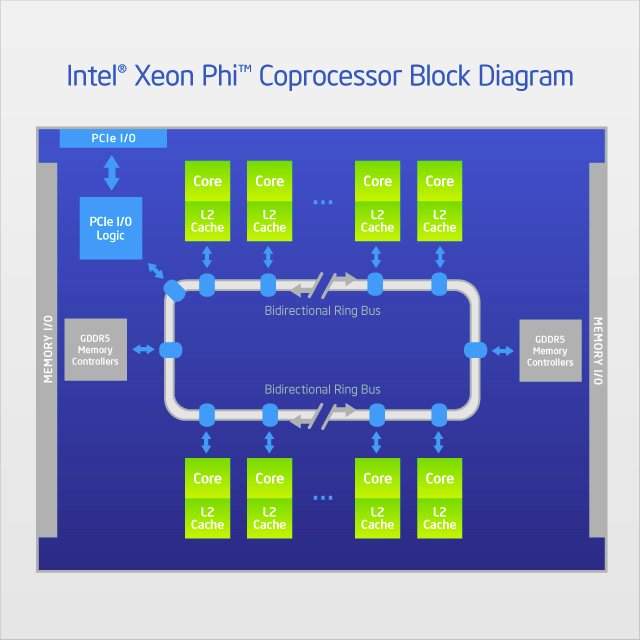 Intel® Xeon Phi™ Coprocessor Block Diagram
PCIe I/O
PCIe I/O
Logic
Core
L2
Cache
Core
L2
Cache
...
Core
L2
Cache
Core
L2
Cache
Bidirectional Ring Bus
MEMORY I/O
GDDR5
Memory
Controllers
GDDR5
Memory
Controllers
MEMORY I/O
Bidirectional Ring Bus
Core
L2
Cache
Core
L2
Cache
...
Core
L2
Cache
Core
L2
Cache